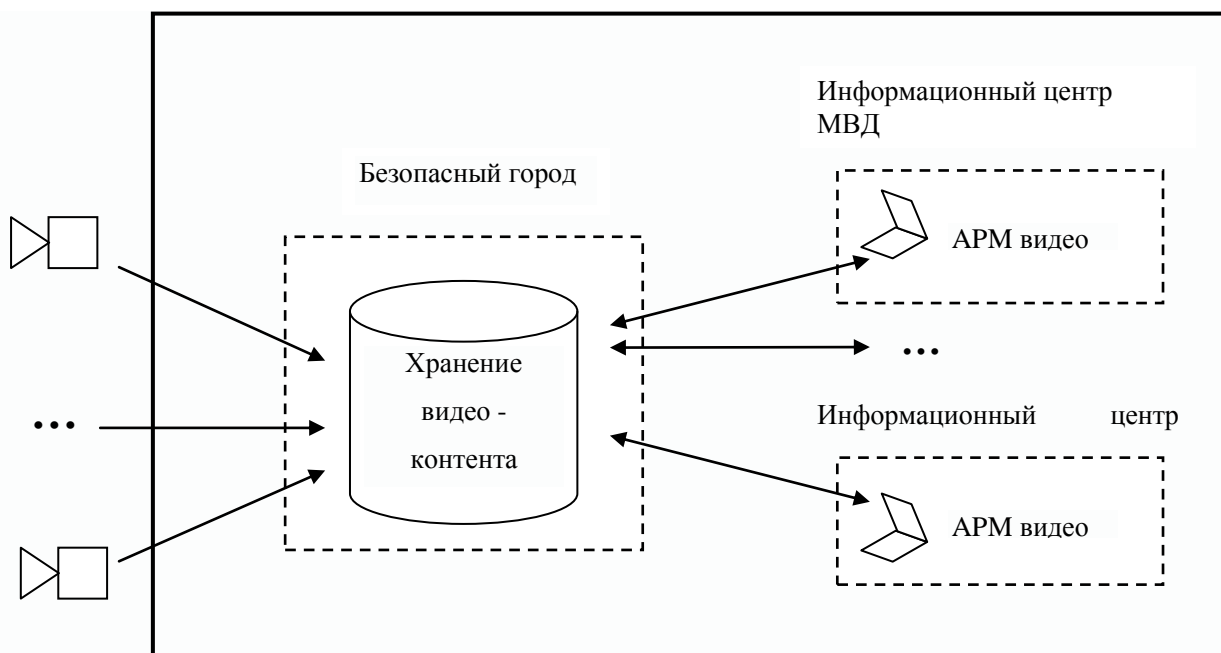 Информационный центр
МВД
Безопасный город
АРМ видео
Хранение
видео -
контента
...
...
Информационный центр
АРМ видео